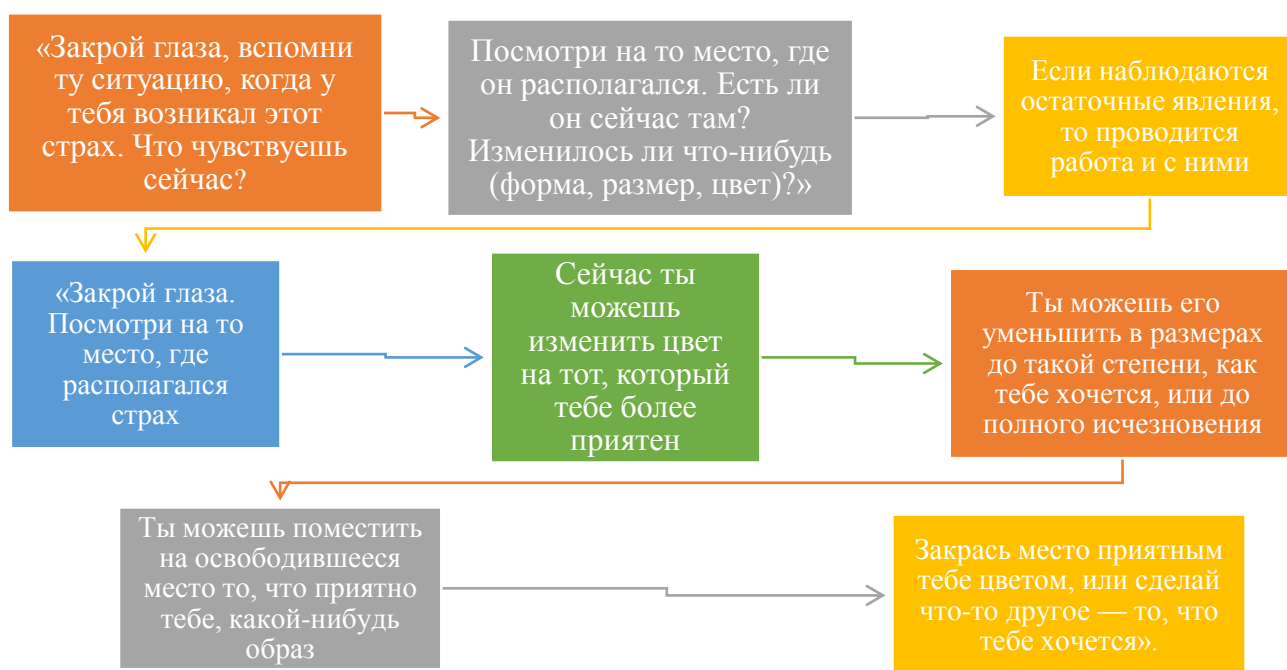 «Закрой глаза, вспомни
ту ситуацию, когда у
тебя возникал этот
страх. Что чувствуешь
сейчас?
Посмотри на то место, где
он располагался. Есть ли
он сейчас там?
Изменилось ли что-нибудь
(форма, размер, цвет)?»
Если наблюдаются
остаточные явления,
то проводится
работа и с ними
«Закрой глаза.
Посмотри на то
место, где
располагался
страх
Сейчас ты
можешь
изменить цвет
на тот, который
тебе более
приятен
Ты можешь его
уменьшить в размерах
до такой степени, как
тебе хочется, или до
полного исчезновения
Ты можешь поместить
на освободившееся
место то, что приятно
тебе, какой-нибудь
образ
Закрась место приятным
тебе цветом, или сделай
что-то другое — то, что
тебе хочется».